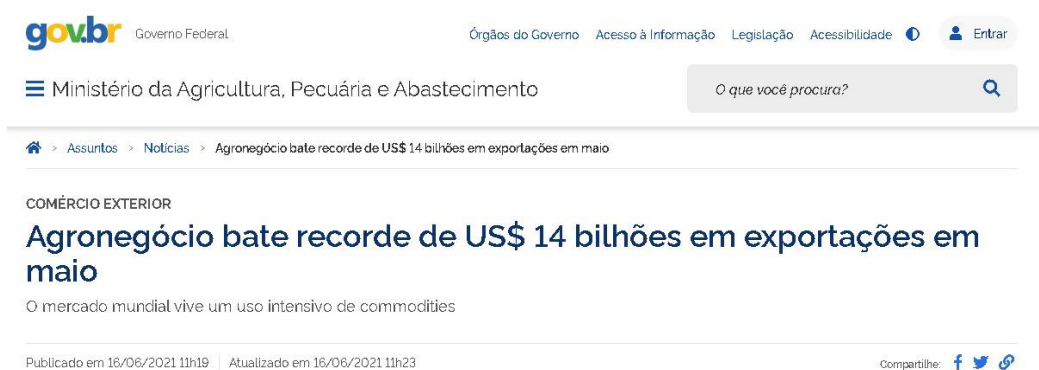 gov.br Governo Federal Órgãos do Governo Acesso à Informação Legislação Acessibilidade Entrar
Ministério da Agricultura, Pecuária e Abastecimento O que você procura?
> Assuntos > Notícias > Agronegócio bate recorde de US$ 14 bilhões em exportações em maio
COMÉRCIO EXTERIOR
Agronegócio bate recorde de US$ 14 bilhões em exportações em
maio
O mercado mundial vive um uso intensivo de commodities
Publicado em 16/06/2021 11h19 Atualizado em 16/06/2021 11h23 Compartilhe: